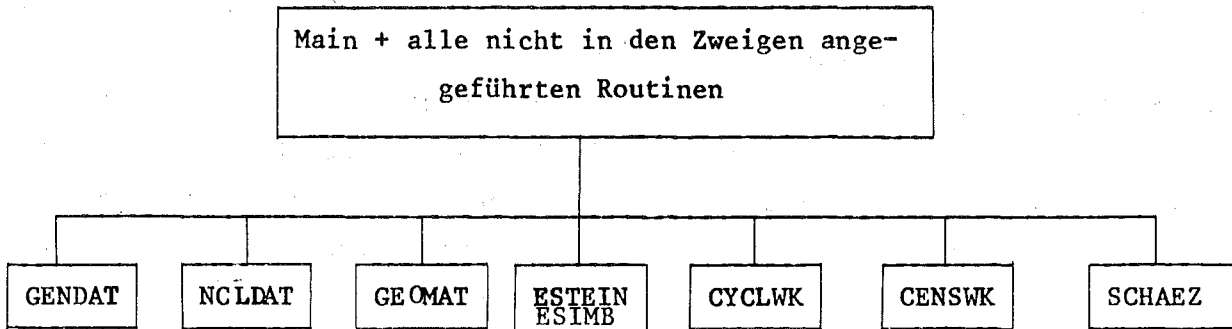 Main + alle nicht in den Zweigen ange-
geführten Routinen
GENDAT NCLDAT GEOMAT ESTEIN CYCLWK CENSWK SCHAEZ
ESIMB